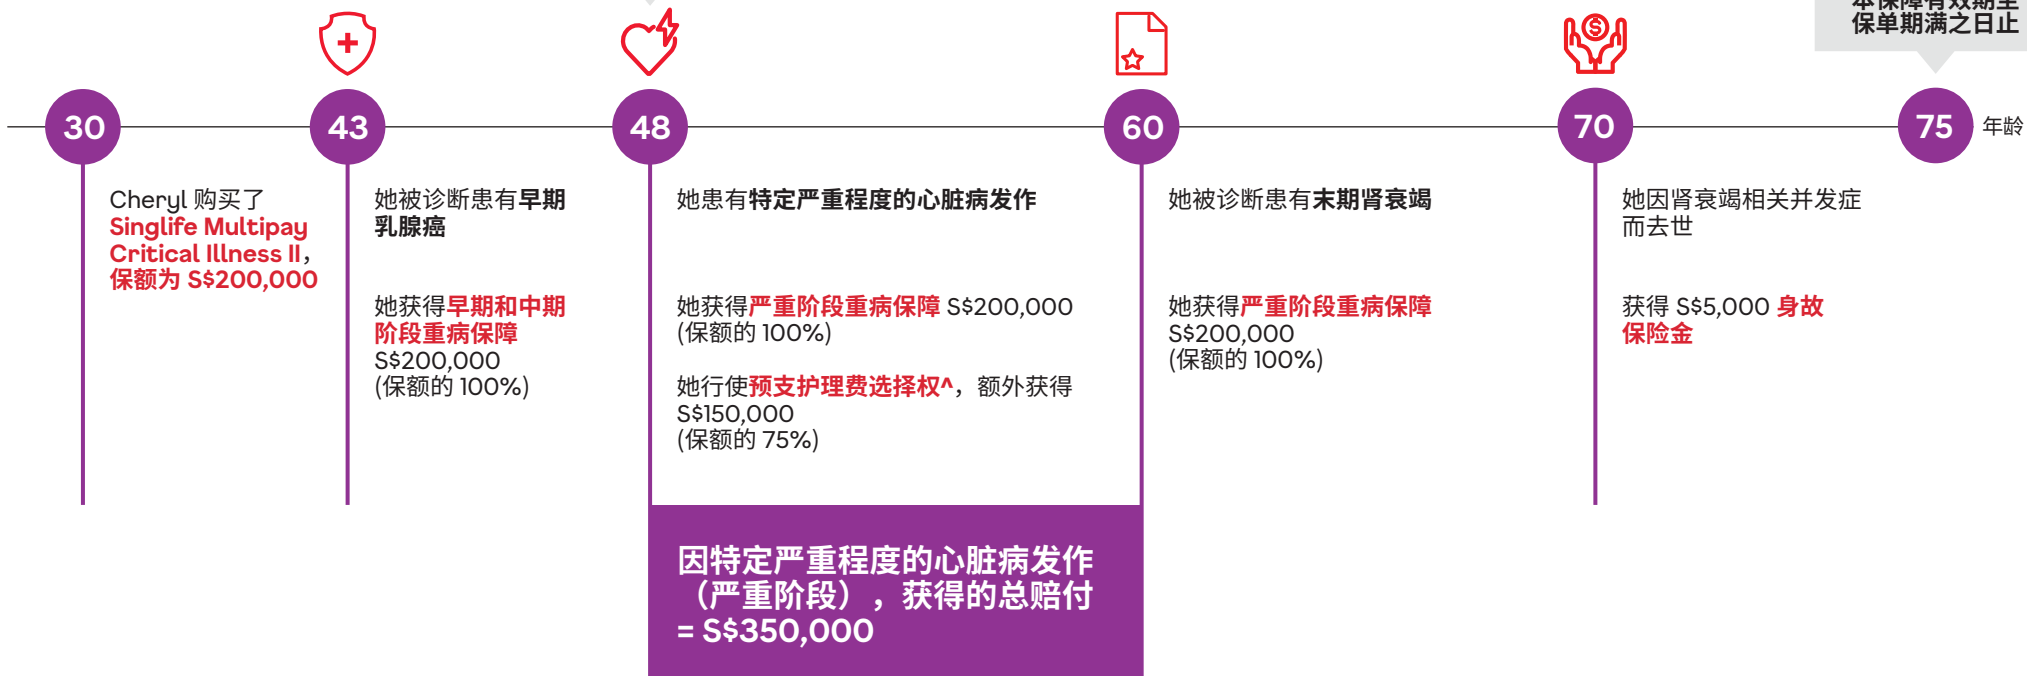 本保障有效期至
保单期满之日止
30
43
48
60
70
75
年龄
Cheryl 购买了
Singlife Multipay
Critical Illness II，
保额为 S$200,000
她被诊断患有早期
乳腺癌
她获得早期和中期
阶段重病保障
S$200,000
(保额的 100%)
她患有特定严重程度的心脏病发作
她获得严重阶段重病保障 S$200,000
(保额的 100%)
她行使预支护理费选择权^，额外获得
S$150,000
(保额的 75%)
因特定严重程度的心脏病发作
（严重阶段），获得的总赔付
= S$350,000
她被诊断患有末期肾衰竭
她获得严重阶段重病保障
S$200,000
(保额的 100%)
她因肾衰竭相关并发症
而去世
获得 S$5,000 身故
保险金